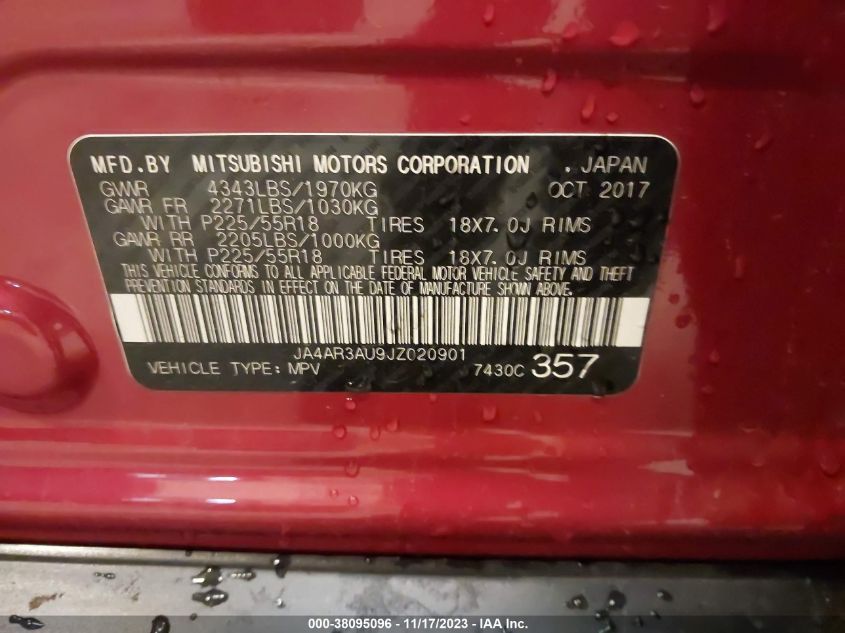 MFD.BY MITSUBISHI MOTORS CORPORATION . JAPAN
GVWR 4343LBS/1970KG OCT 2017
GAWR FR 2271LBS/1030KG
WITH P225/55R18 TIRES 18X7.0J RIMS
GAWR RR 2205LBS/1000KG
WITH P225/55R18 TIRES 18X7.0J RIMS
THIS VEHICLE CONFORMS TO ALL APPLICABLE FEDERAL MOTOR VEHICLE SAFETY AND THEFT
PREVENTION STANDARDS IN EFFECT ON THE DATE OF MANUFACTURE SHOWN ABOVE.
JA4AR3AU9JZ020901
VEHICLE TYPE: MPV 7430C 357
000-38095096 - 11/17/2023 - IAA Inc.